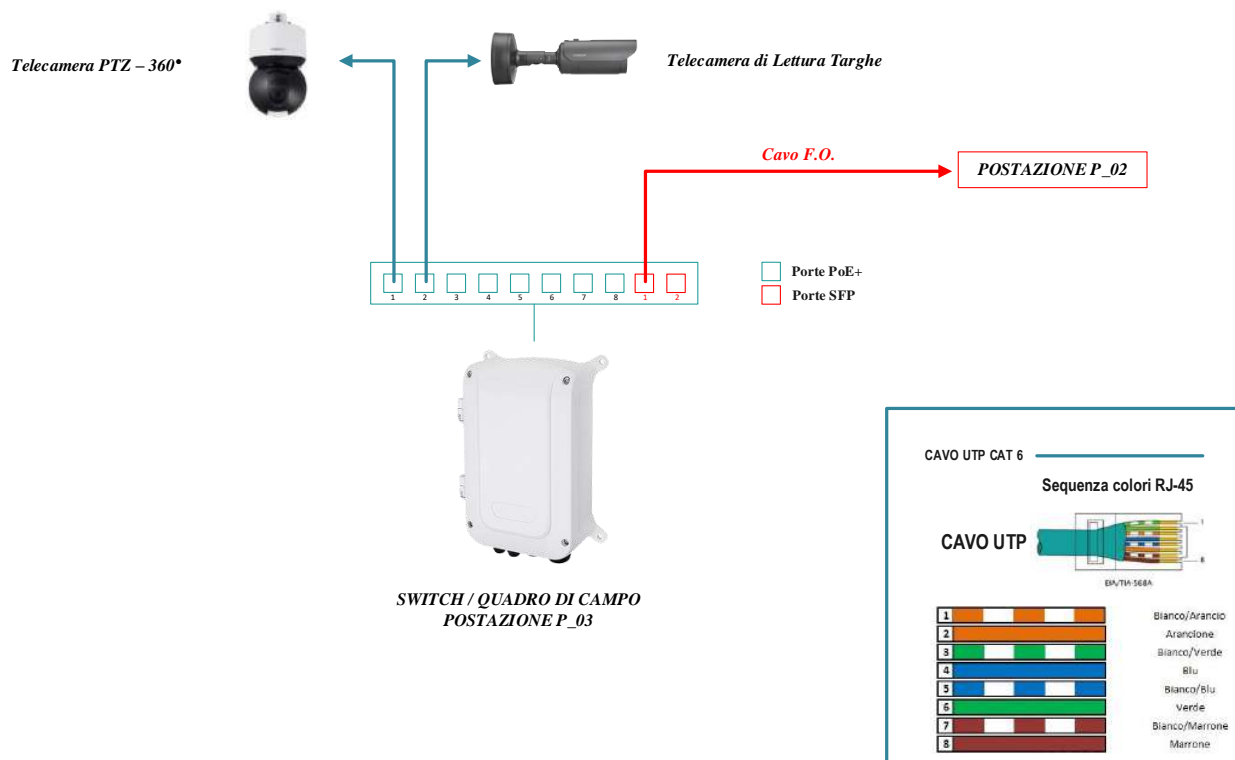 Telecamera PTZ – 360°
Telecamera di Lettura Targhe
Cavo F.O.
POSTAZIONE P_02
1 2 3 4 5 6 7 8 1 2
Porte PoE+
Porte SFP
SWITCH / QUADRO DI CAMPO
POSTAZIONE P_03
CAVO UTP CAT 6
Sequenza colori RJ-45
CAVO UTP
1
8
EIA/TIA-568A
1 Bianco/Arancio
2 Arancione
3 Bianco/Verde
4 Blu
5 Bianco/Blu
6 Verde
7 Bianco/Marrone
8 Marrone